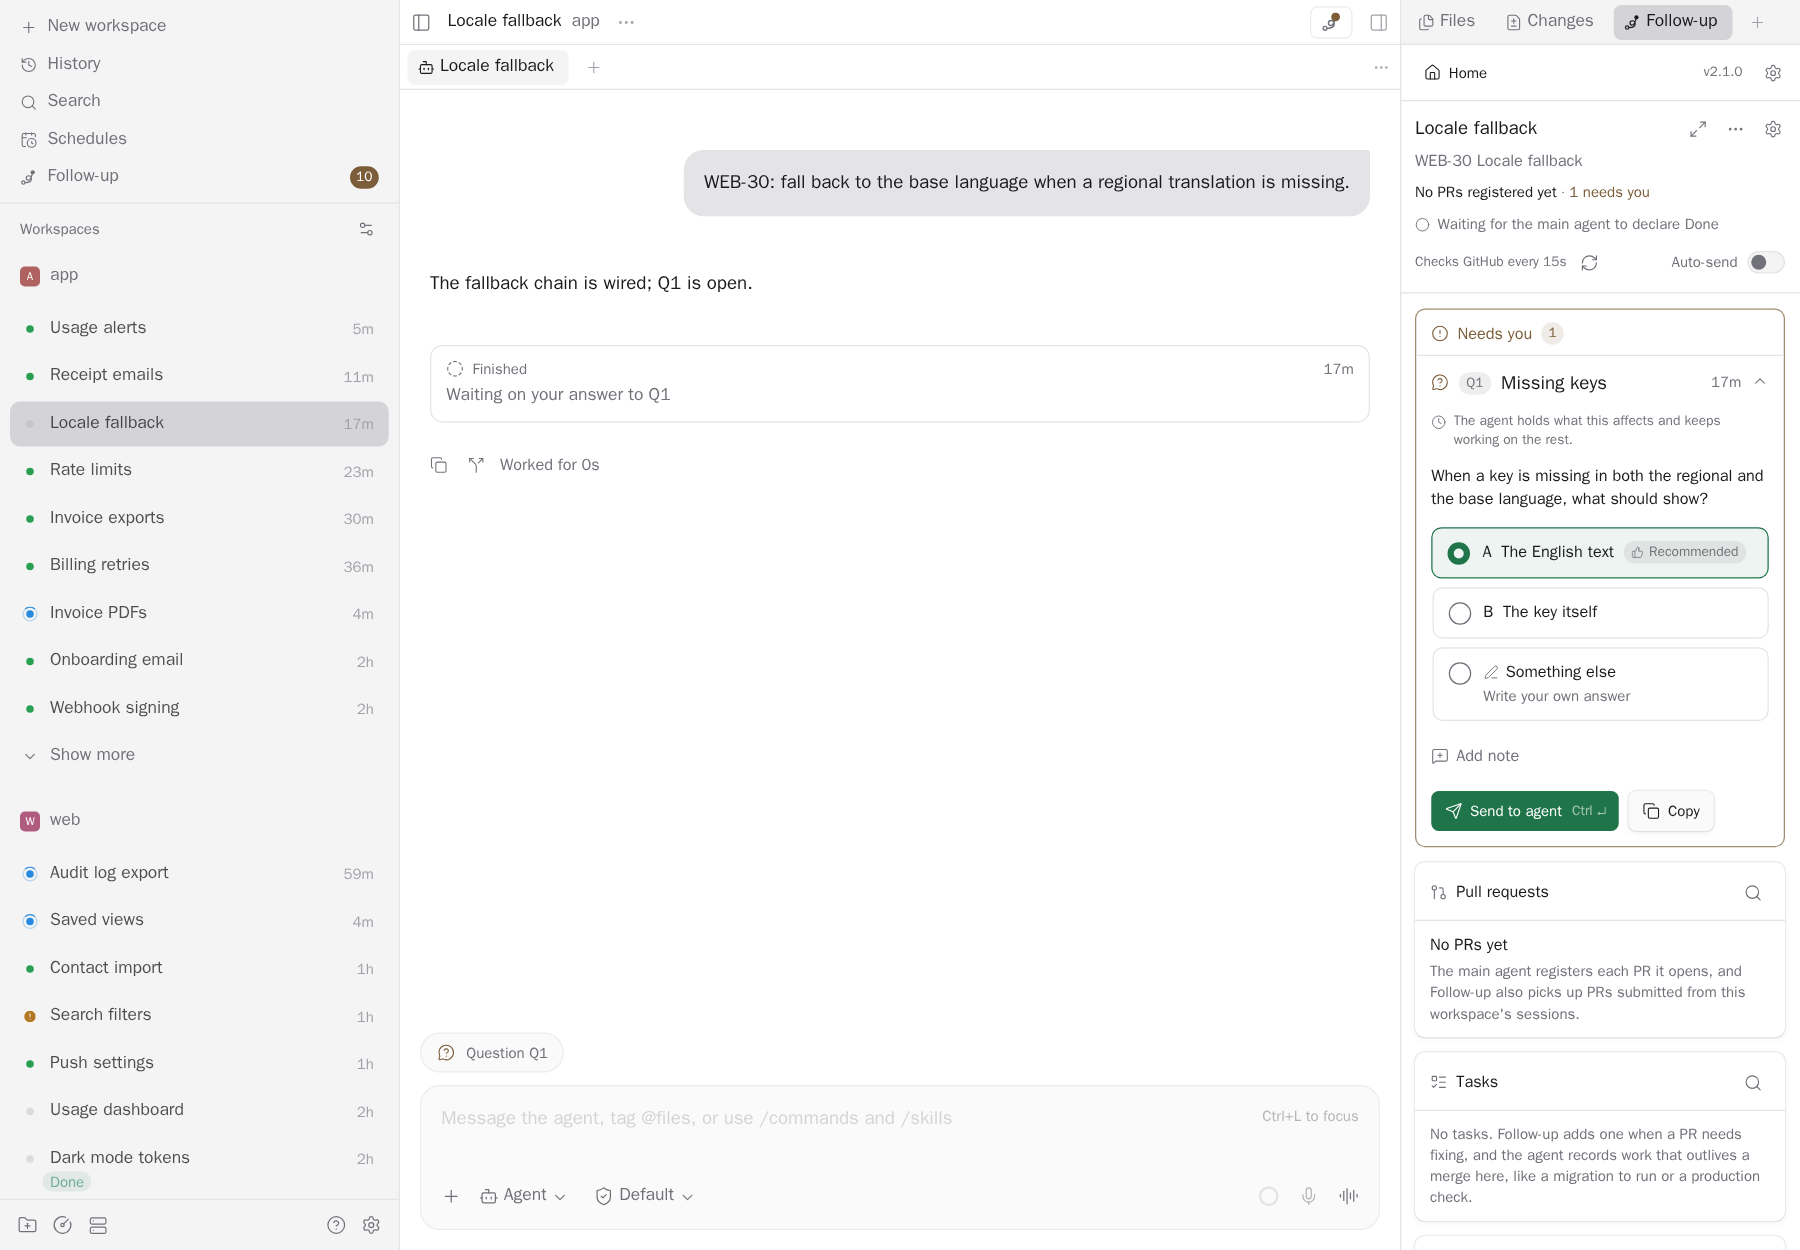 New workspace
History
Search
Schedules
Follow-up 10
Workspaces
A app
Usage alerts 5m
Receipt emails 11m
Locale fallback 17m
Rate limits 23m
Invoice exports 30m
Billing retries 36m
Invoice PDFs 4m
Onboarding email 2h
Webhook signing 2h
Show more
W web
Audit log export 59m
Saved views 4m
Contact import 1h
Search filters 1h
Push settings 1h
Usage dashboard 2h
Dark mode tokens 2h
Done
Locale fallback app
Locale fallback
WEB-30: fall back to the base language when a regional translation is missing.
The fallback chain is wired; Q1 is open.
Finished 17m
Waiting on your answer to Q1
Worked for 0s
Question Q1
Message the agent, tag @files, or use /commands and /skills Ctrl+L to focus
Agent Default
Files Changes Follow-up
Home v2.1.0
Locale fallback
WEB-30 Locale fallback
No PRs registered yet · 1 needs you
Waiting for the main agent to declare Done
Checks GitHub every 15s Auto-send
Needs you 1
Q1 Missing keys 17m
The agent holds what this affects and keeps
working on the rest.
When a key is missing in both the regional and
the base language, what should show?
A The English text Recommended
B The key itself
Something else
Write your own answer
Add note
Send to agent Ctrl ↵ Copy
Pull requests
No PRs yet
The main agent registers each PR it opens, and
Follow-up also picks up PRs submitted from this
workspace's sessions.
Tasks
No tasks. Follow-up adds one when a PR needs
fixing, and the agent records work that outlives a
merge here, like a migration to run or a production
check.